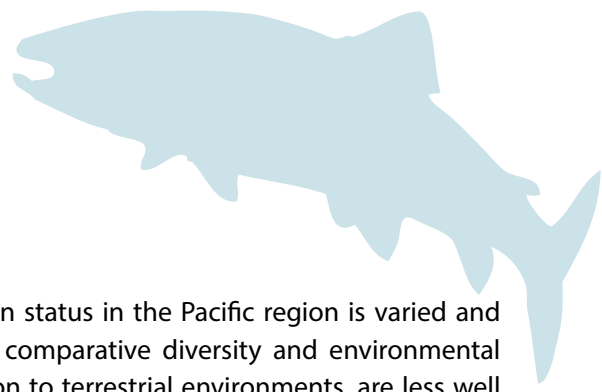 n status in the Pacific region is varied and
comparative diversity and environmental
on to terrestrial environments, are less well